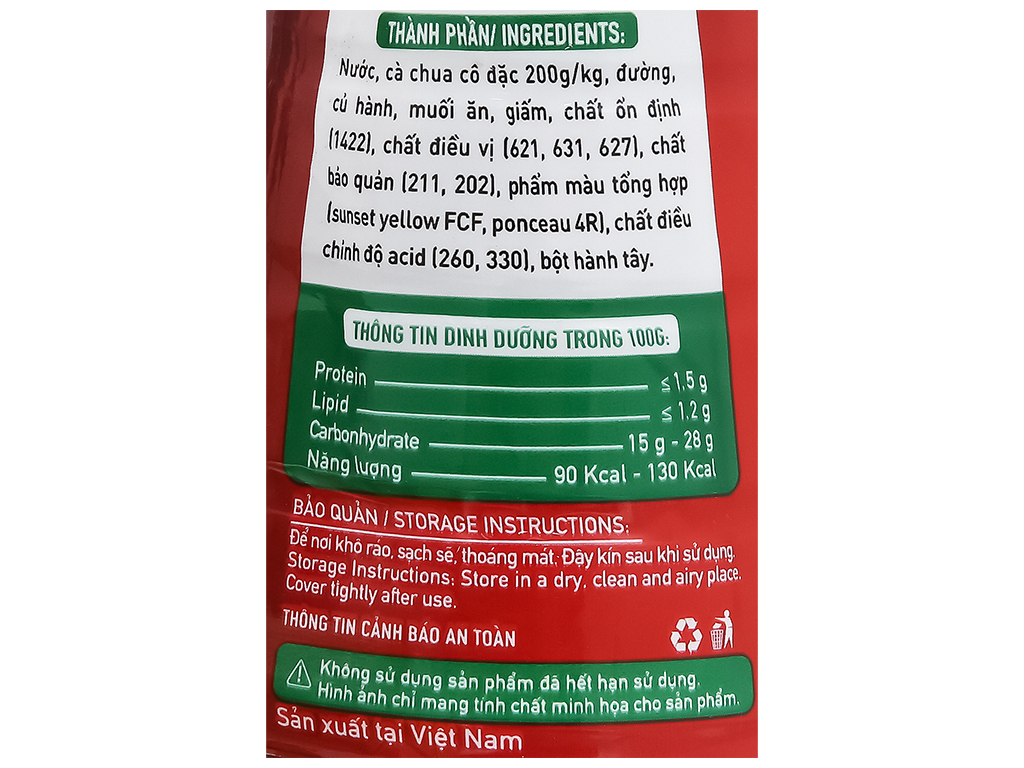 THÀNH PHẦN/ INGREDIENTS:
Nước, cà chua cô đặc 200g/kg, đường,
củ hành, muối ăn, giấm, chất ổn định
(1422), chất điều vị (621, 631, 627), chất
bảo quản (211, 202), phẩm màu tổng hợp
(sunset yellow FCF, ponceau 4R), chất điều
chỉnh độ acid (260, 330), bột hành tây.
THÔNG TIN DINH DƯỠNG TRONG 100G:
Protein ≤ 1.5 g
Lipid ≤ 1.2 g
Carbonhydrate 15 g - 28 g
Năng lượng 90 Kcal - 130 Kcal
BẢO QUẢN / STORAGE INSTRUCTIONS:
Để nơi khô ráo, sạch sẽ, thoáng mát. Đậy kín sau khi sử dụng.
Storage Instructions: Store in a dry, clean and airy place.
Cover tightly after use.
THÔNG TIN CẢNH BÁO AN TOÀN
Không sử dụng sản phẩm đã hết hạn sử dụng.
Hình ảnh chỉ mang tính chất minh họa cho sản phẩm.
Sản xuất tại Việt Nam